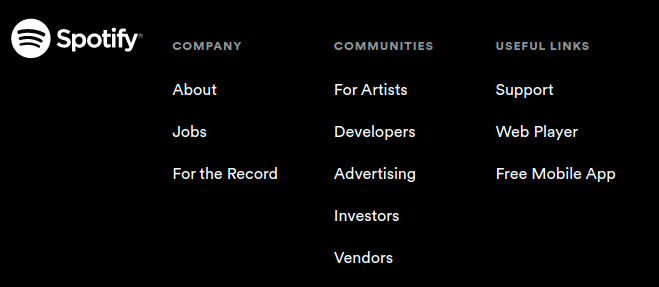 Spotify
COMPANY
About
Jobs
For the Record
COMMUNITIES
For Artists
Developers
Advertising
Investors
Vendors
USEFUL LINKS
Support
Web Player
Free Mobile App